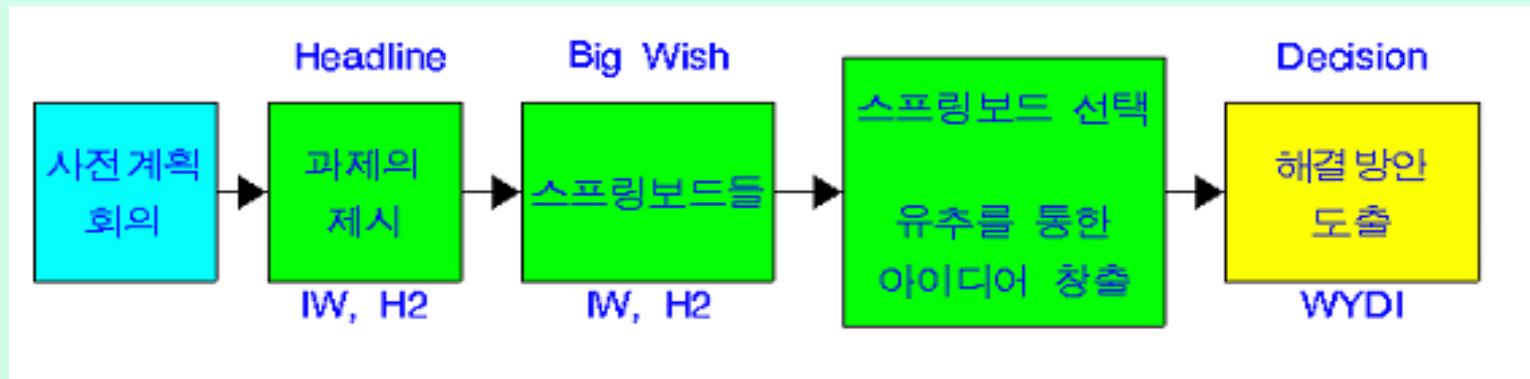 Headline
Big Wish
Decision
사전계획
회의
과제의
제시
스프링보드들
스프링보드 선택
유추를 통한
아이디어 창출
해결방안
도출
IW, H2
IW, H2
WYDI